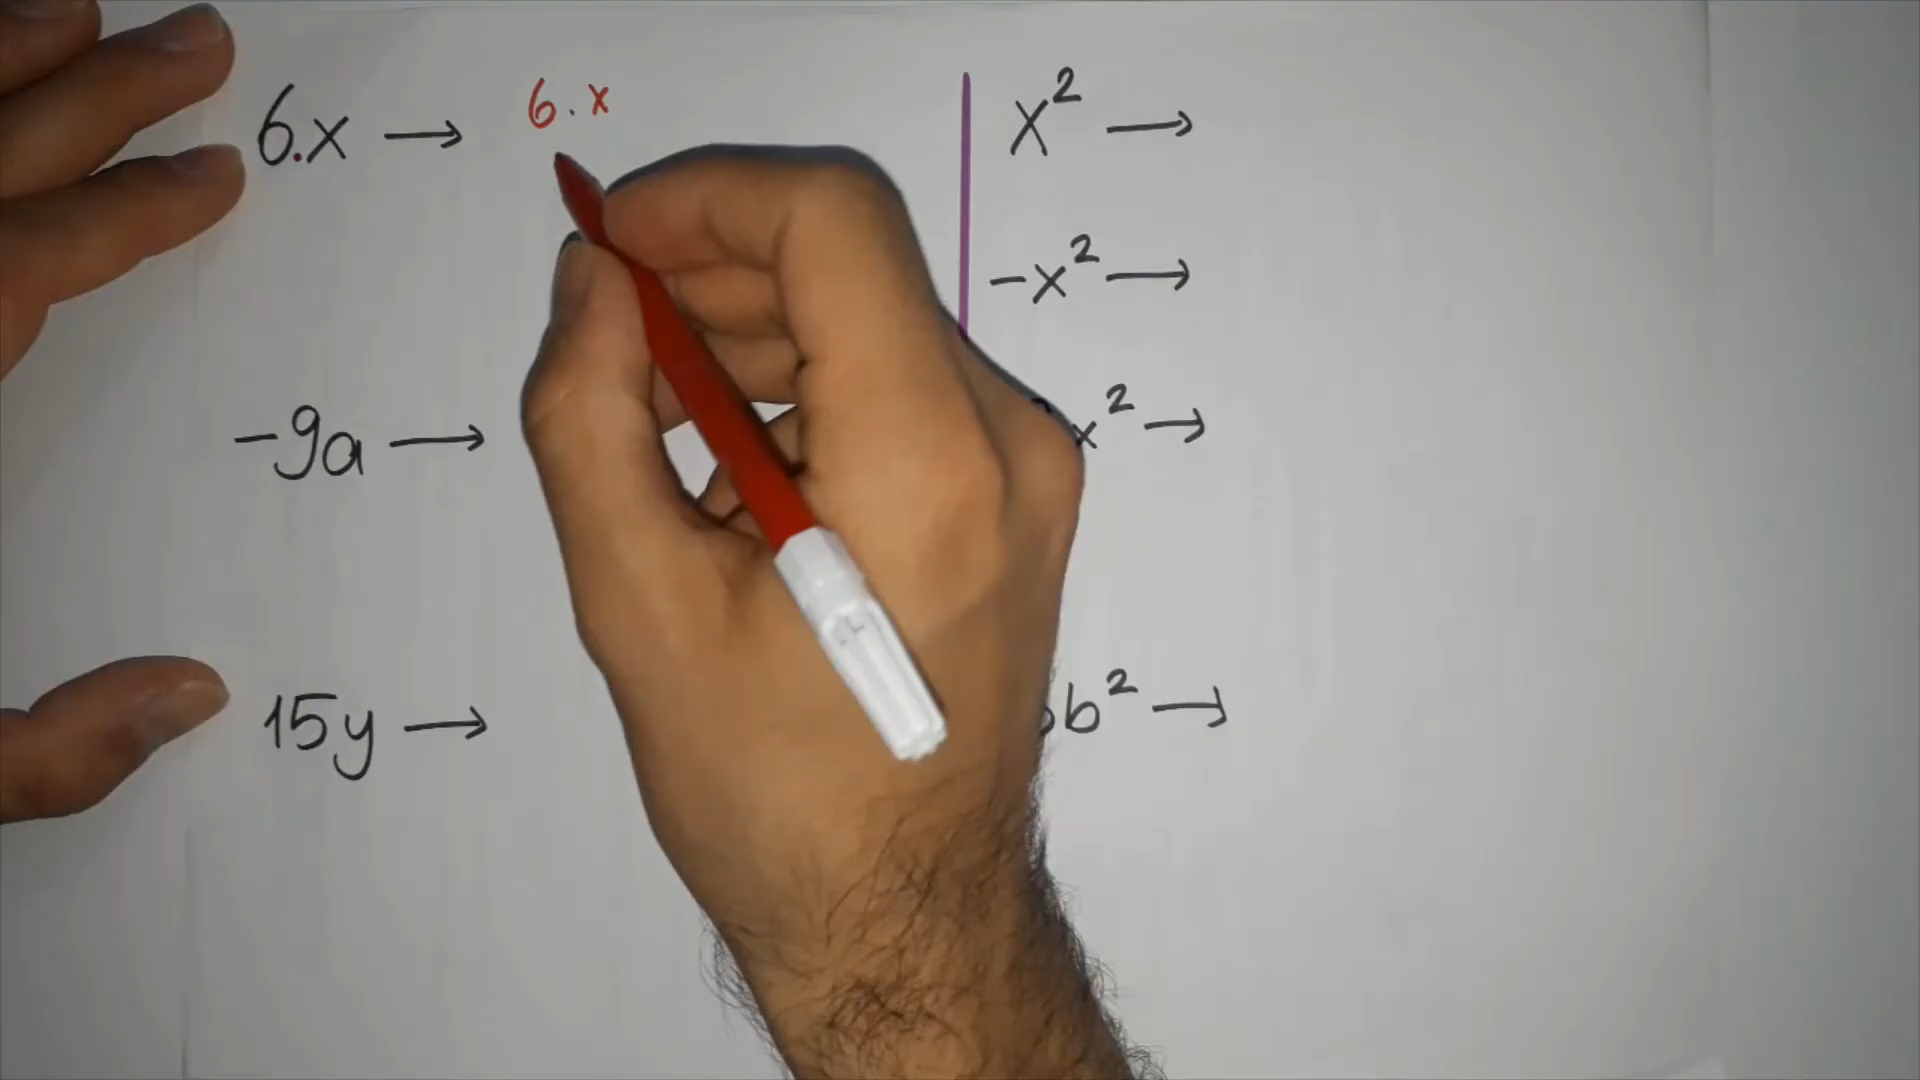 6.x → 6.x
-9a →
15y →
x² →
-x² →
x² →
b² →